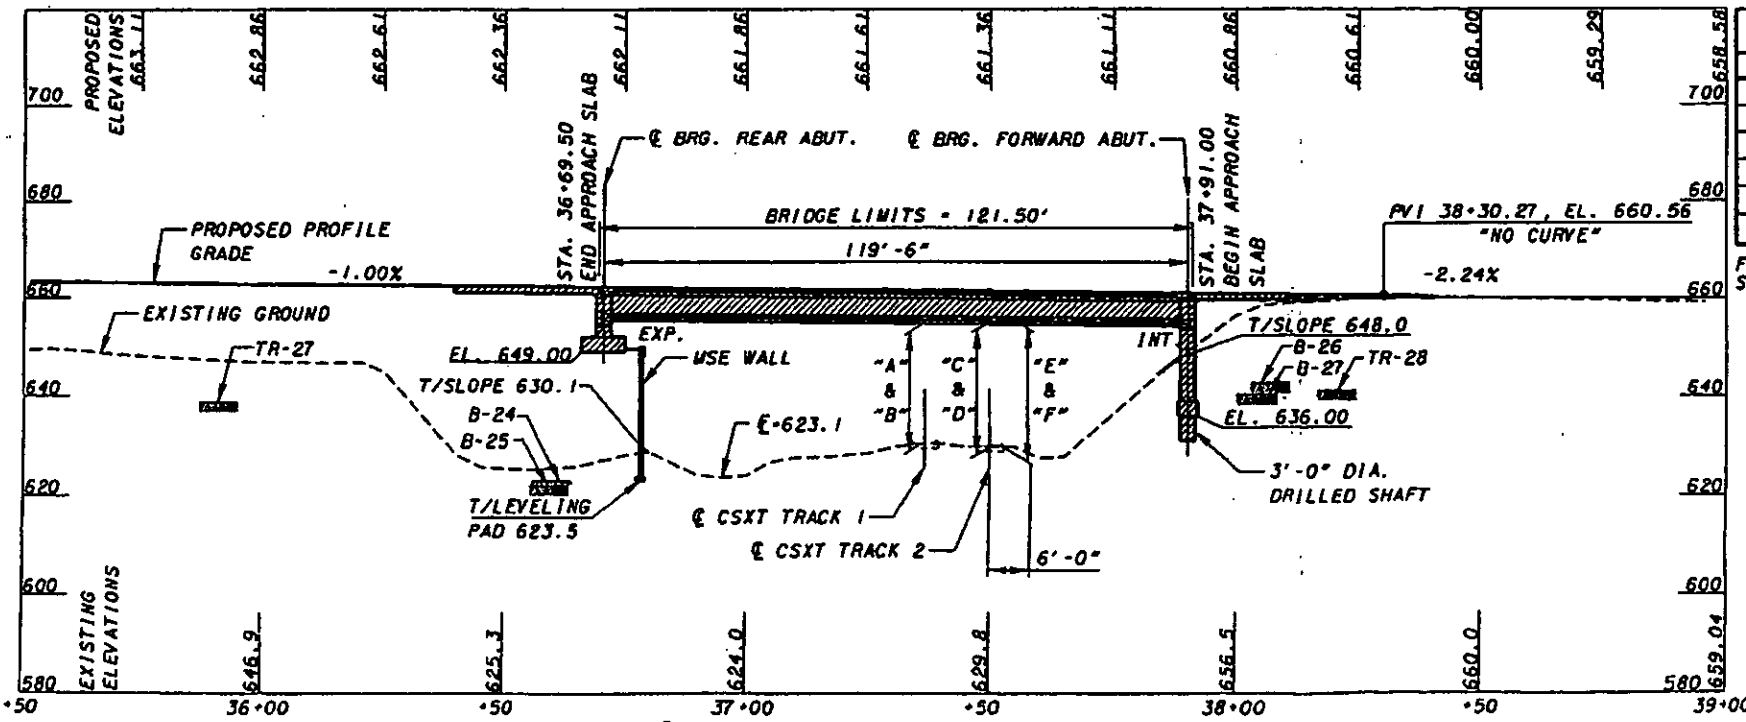 PROPOSED
ELEVATIONS
663.11
662.86
662.61
662.36
662.11
661.86
661.61
661.36
661.11
660.86
660.61
660.00
659.29
658.58
700
700
680
680
660
660
640
640
620
620
600
600
580
580
STA. 36+69.50
END APPROACH SLAB
℄ BRG. REAR ABUT.
℄ BRG. FORWARD ABUT.
STA. 37+91.00
BEGIN APPROACH
SLAB
BRIDGE LIMITS = 121.50'
119'-6"
PVI 38+30.27, EL. 660.56
"NO CURVE"
PROPOSED PROFILE
GRADE
-1.00%
-2.24%
EXISTING GROUND
TR-27
EL. 649.00
EXP.
MSE WALL
INT
T/SLOPE 648.0
B-26
B-27
TR-28
T/SLOPE 630.1
B-24
B-25
"A"
&
"B"
"C"
&
"D"
"E"
&
"F"
℄=623.1
EL. 636.00
3'-0" DIA.
DRILLED SHAFT
T/LEVELING
PAD 623.5
℄ CSXT TRACK 1
℄ CSXT TRACK 2
6'-0"
EXISTING
ELEVATIONS
646.9
625.3
624.0
629.8
656.5
660.0
659.04
+50
36+00
+50
37+00
+50
38+00
+50
39+00
F
S